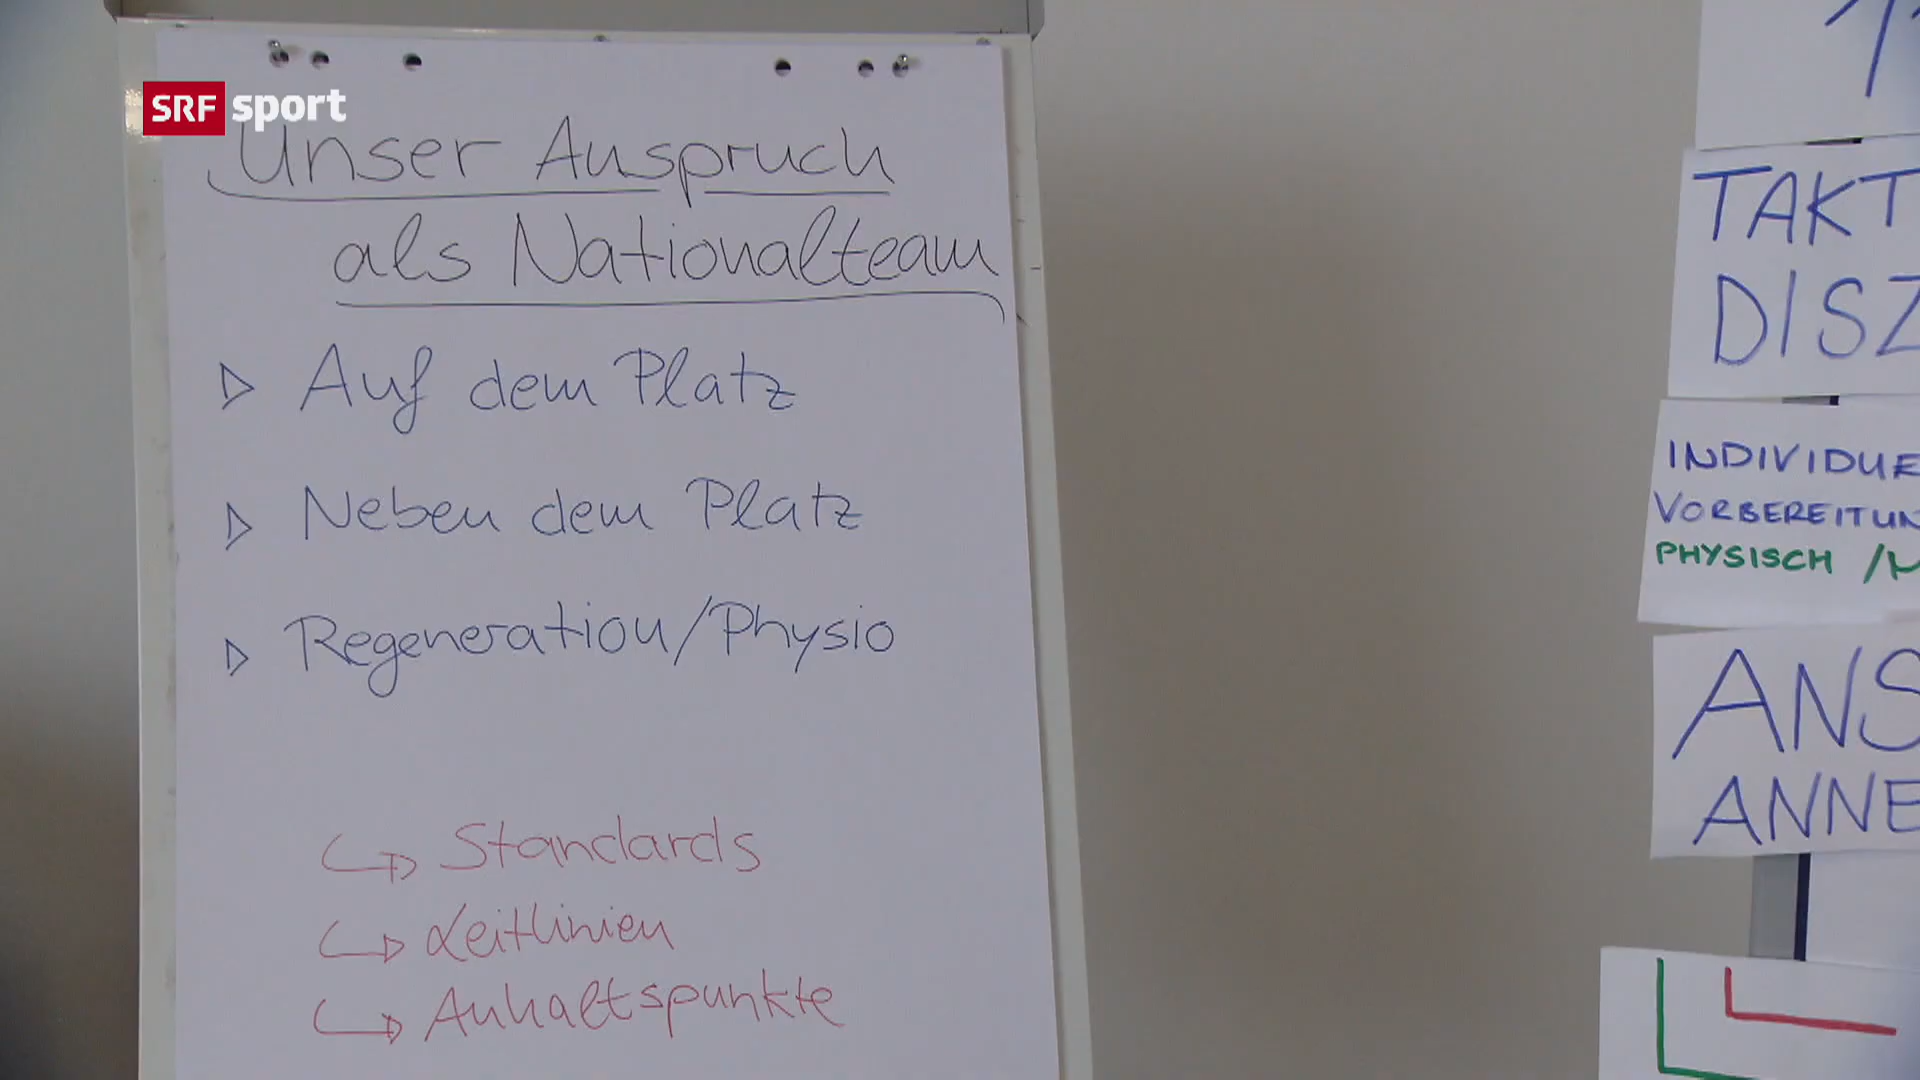 SRF sport
Unser Anspruch
als Nationalteam
Auf dem Platz
Neben dem Platz
Regeneration/Physio
Standards
Leitlinien
Anhaltspunkte
TAKT
DISZ
INDIVIDUE
VORBEREITUN
PHYSISCH /M
ANS
ANNE